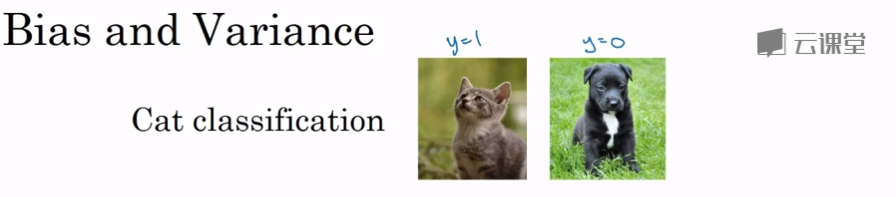 Bias and Variance
y=1
y=0
云课堂
Cat classification